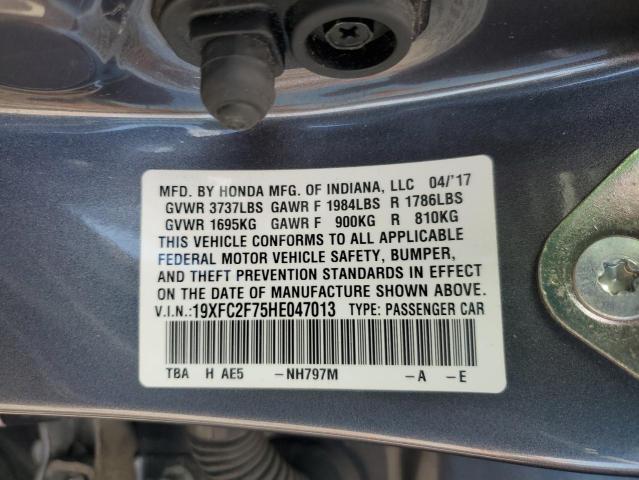 MFD. BY HONDA MFG. OF INDIANA, LLC 04/'17
GVWR 3737LBS GAWR F 1984LBS R 1786LBS
GVWR 1695KG GAWR F 900KG R 810KG
THIS VEHICLE CONFORMS TO ALL APPLICABLE
FEDERAL MOTOR VEHICLE SAFETY, BUMPER,
AND THEFT PREVENTION STANDARDS IN EFFECT
ON THE DATE OF MANUFACTURE SHOWN ABOVE.
V.I.N.:19XFC2F75HE047013 TYPE: PASSENGER CAR
TBA H AE5 -NH797M -A -E